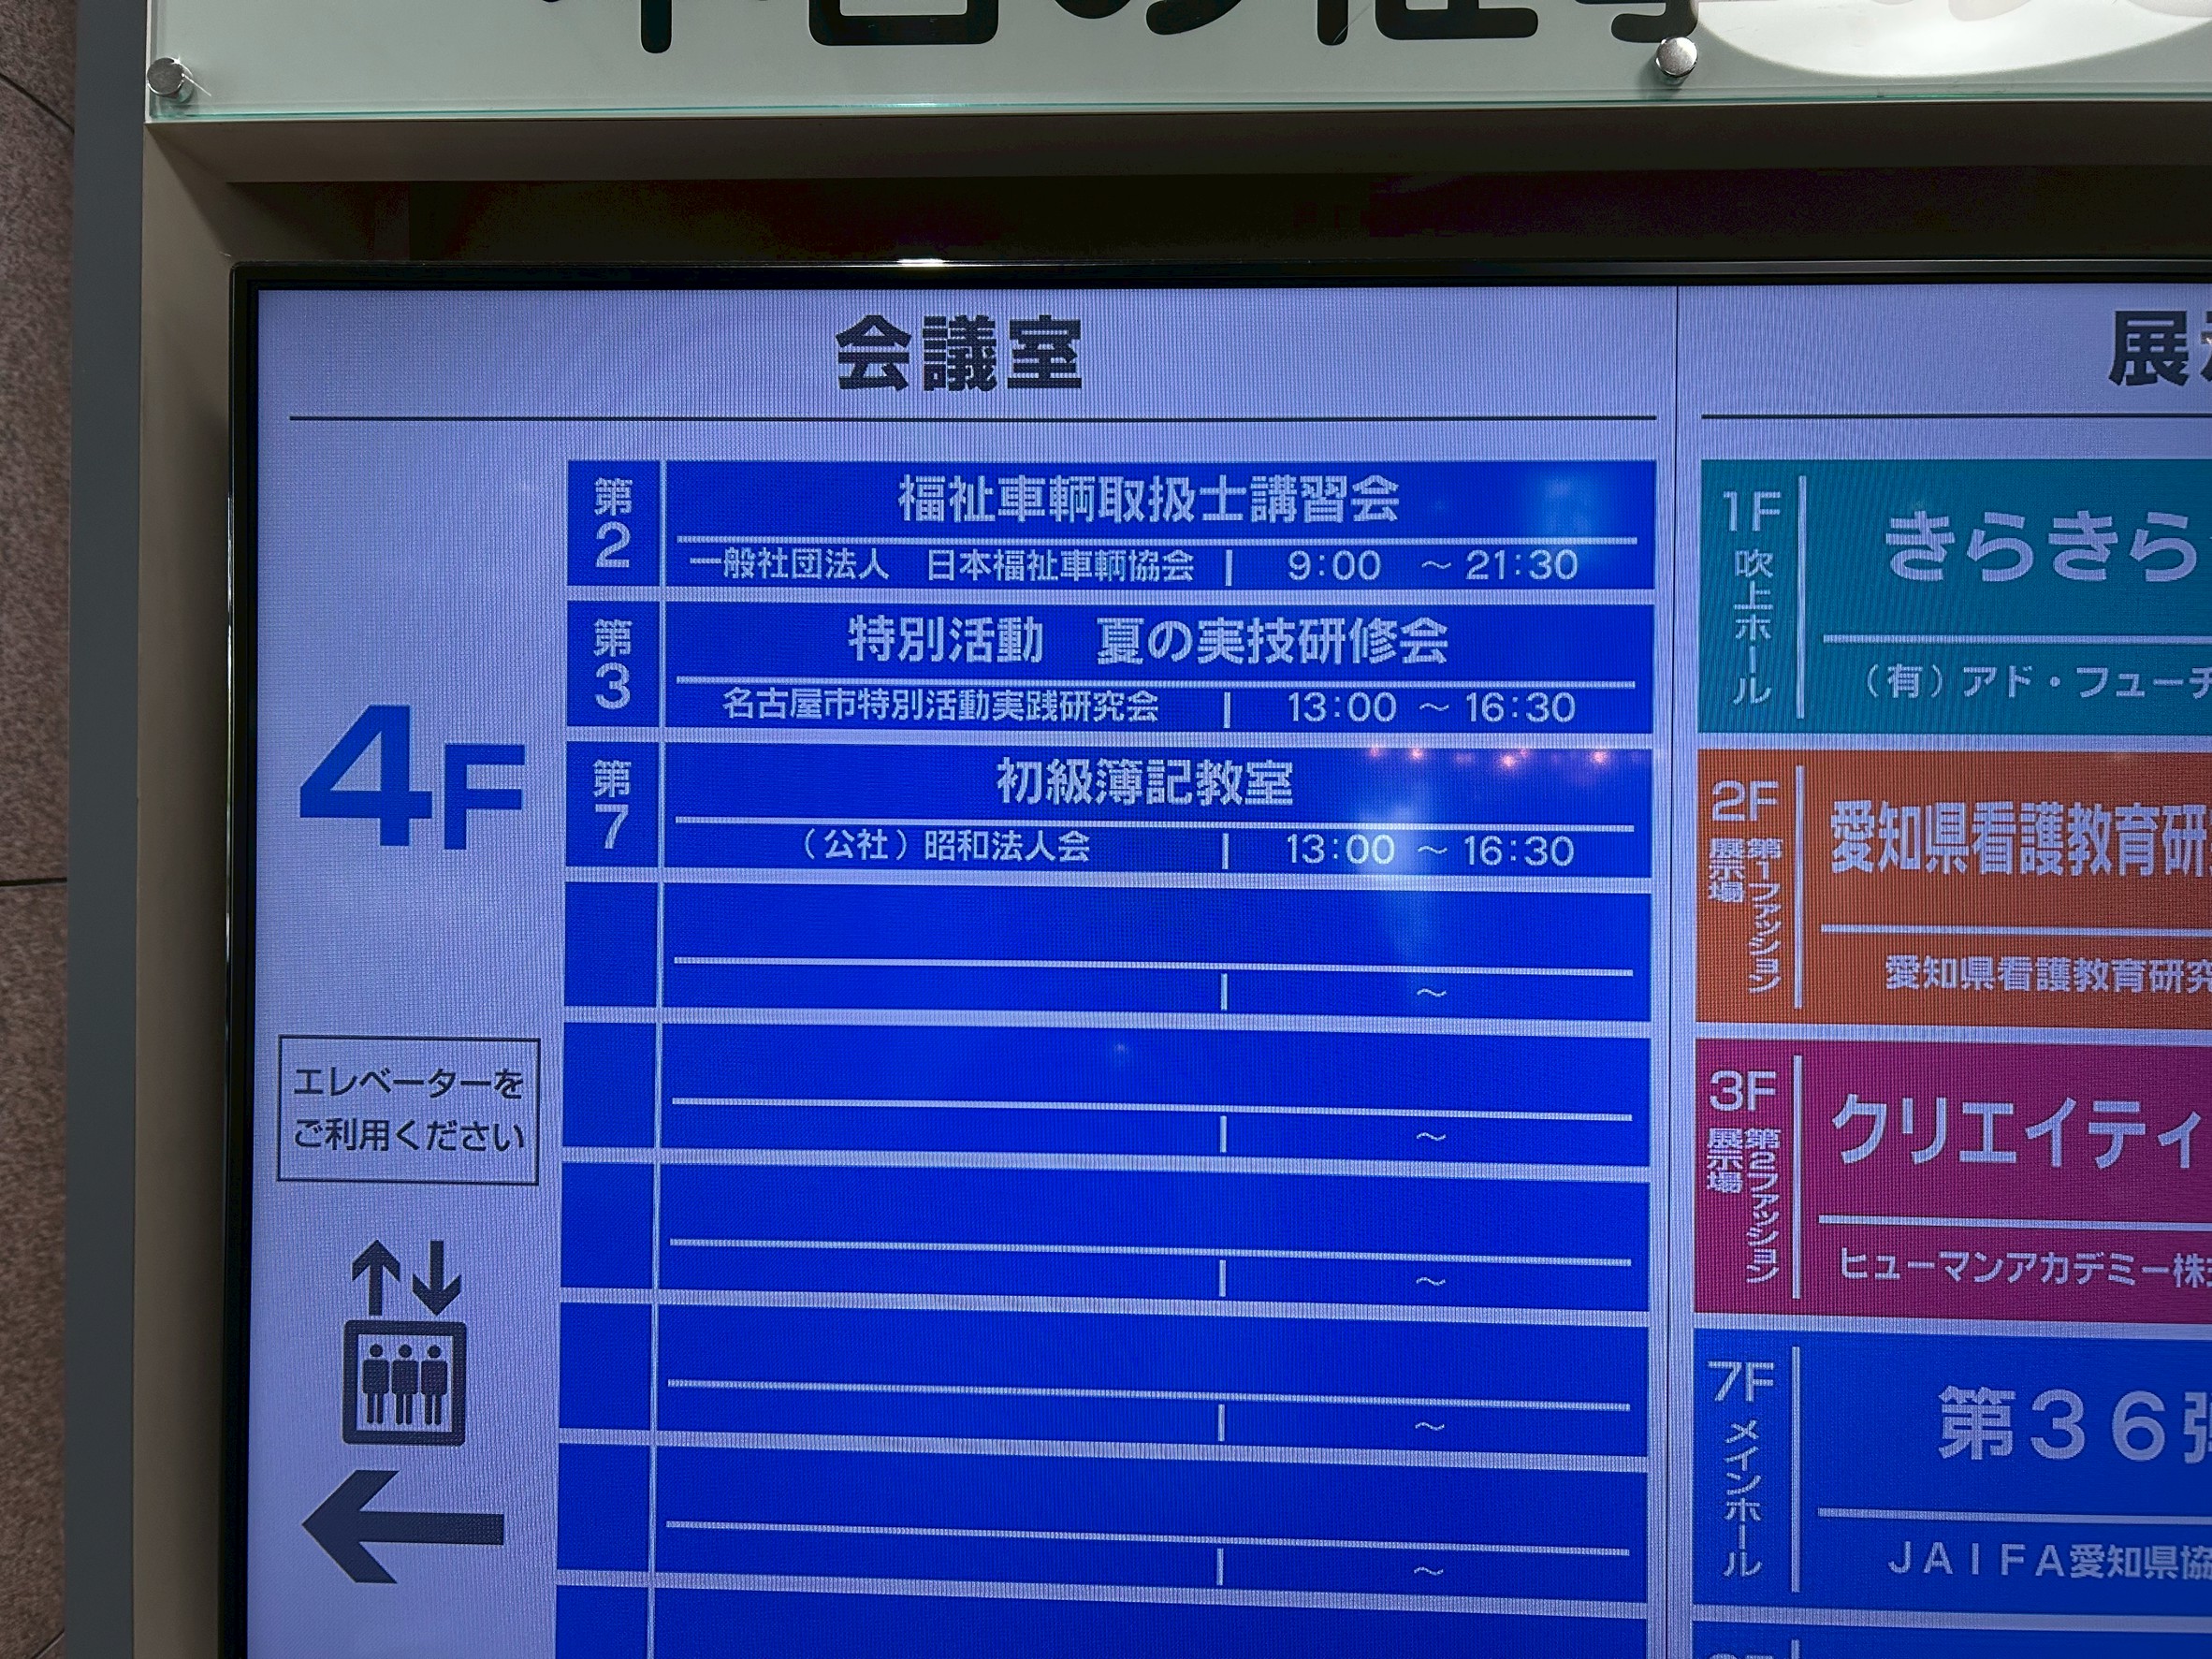 会議室
4F
エレベーターを
ご利用ください
第2
福祉車輌取扱士講習会
一般社団法人　日本福祉車輌協会 | 9:00 ～ 21:30
第3
特別活動　夏の実技研修会
名古屋市特別活動実践研究会 | 13:00 ～ 16:30
第7
初級簿記教室
（公社）昭和法人会 | 13:00 ～ 16:30
～
～
～
～
～
展
1F 吹上ホール
きらきら
（有）アド・フューチ
2F 第1ファッション展示場
愛知県看護教育研
愛知県看護教育研究
3F 第2ファッション展示場
クリエイティ
ヒューマンアカデミー株
7F メインホール
第３６
ＪＡＩＦＡ愛知県協